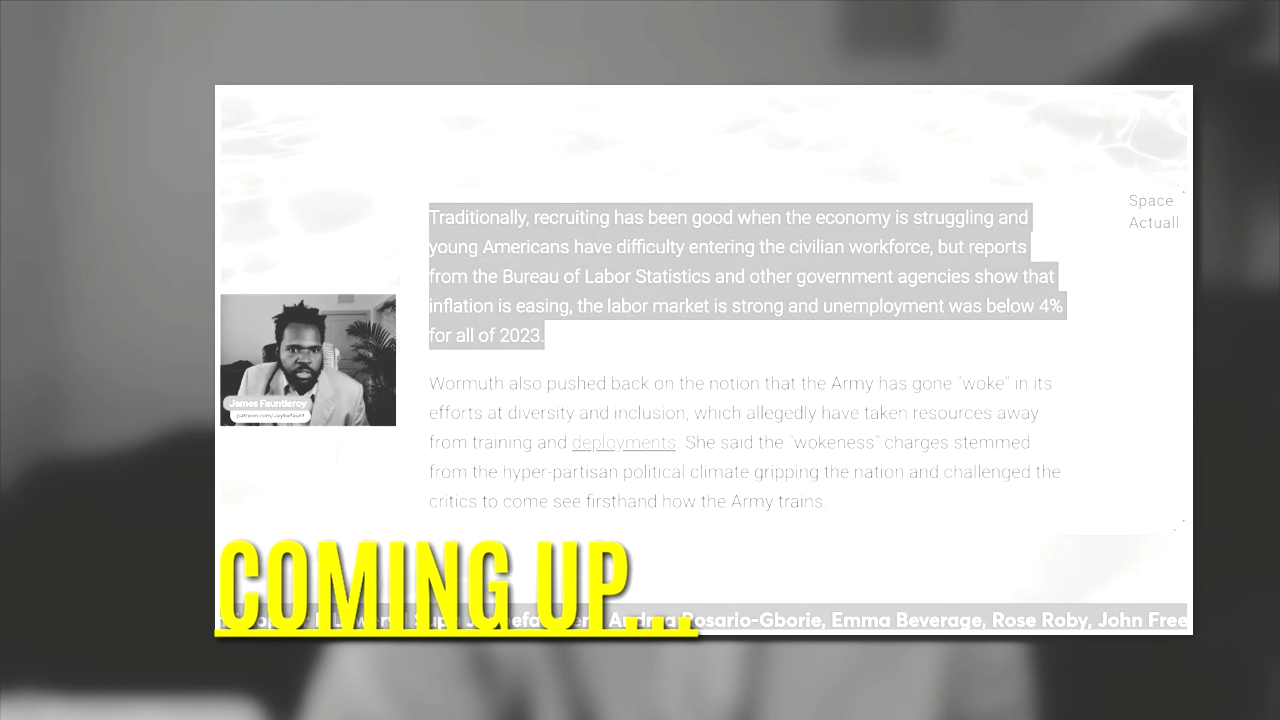 Space
Actuall
Traditionally, recruiting has been good when the economy is struggling and
young Americans have difficulty entering the civilian workforce, but reports
from the Bureau of Labor Statistics and other government agencies show that
inflation is easing, the labor market is strong and unemployment was below 4%
for all of 2023.
James Fauntleroy
patreon.com/Jaybefaunt
Wormuth also pushed back on the notion that the Army has gone "woke" in its
efforts at diversity and inclusion, which allegedly have taken resources away
from training and deployments. She said the "wokeness" charges stemmed
from the hyper-partisan political climate gripping the nation and challenged the
critics to come see firsthand how the Army trains.
COMING UP...
Andrea Rosario-Gborie, Emma Beverage, Rose Roby, John Free